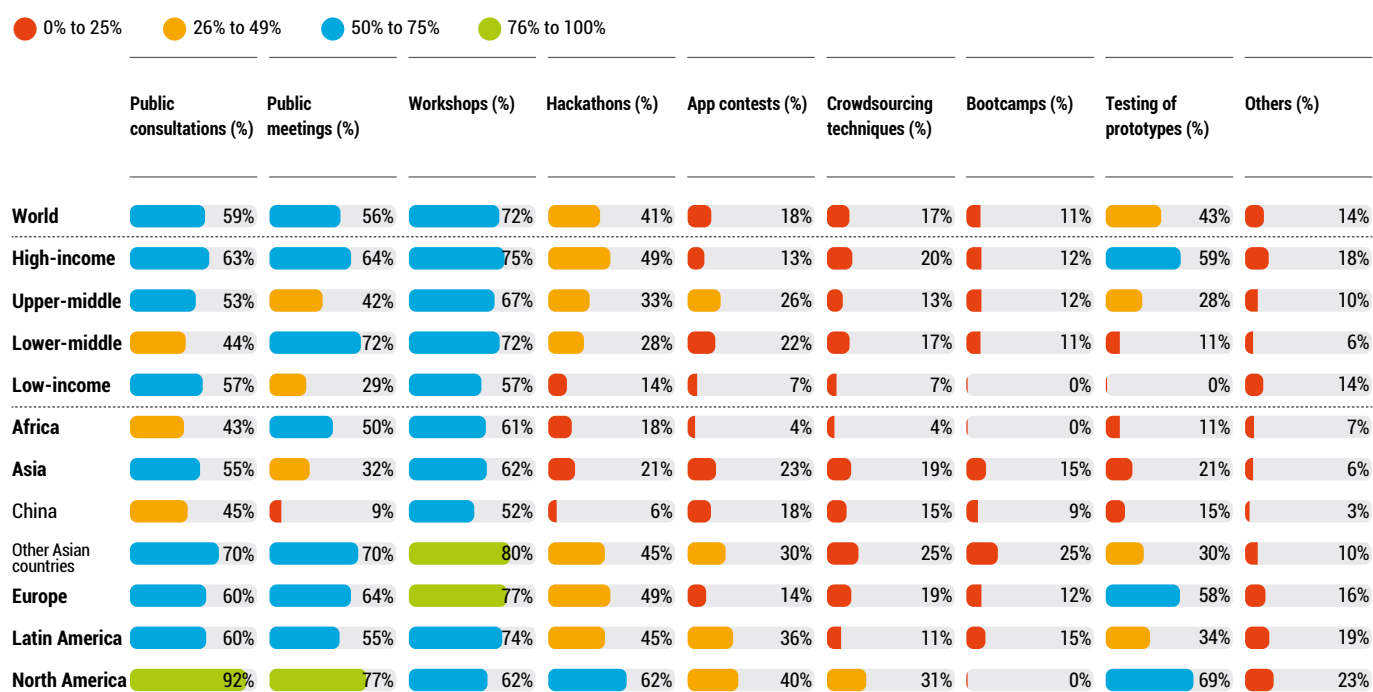 0% to 25% 26% to 49% 50% to 75% 76% to 100%
Public Public Workshops (%) Hackathons (%) App contests (%) Crowdsourcing Bootcamps (%) Testing of Others (%)
consultations (%) meetings (%) techniques (%) prototypes (%)
World 59% 56% 72% 41% 18% 17% 11% 43% 14%
High-income 63% 64% 75% 49% 13% 20% 12% 59% 18%
Upper-middle 53% 42% 67% 33% 26% 13% 12% 28% 10%
Lower-middle 44% 72% 72% 28% 22% 17% 11% 11% 6%
Low-income 57% 29% 57% 14% 7% 7% 0% 0% 14%
Africa 43% 50% 61% 18% 4% 4% 0% 11% 7%
Asia 55% 32% 62% 21% 23% 19% 15% 21% 6%
China 45% 9% 52% 6% 18% 15% 9% 15% 3%
Other Asian
countries 70% 70% 80% 45% 30% 25% 25% 30% 10%
Europe 60% 64% 77% 49% 14% 19% 12% 58% 16%
Latin America 60% 55% 74% 45% 36% 11% 15% 34% 19%
North America 92% 77% 62% 62% 40% 31% 0% 69% 23%